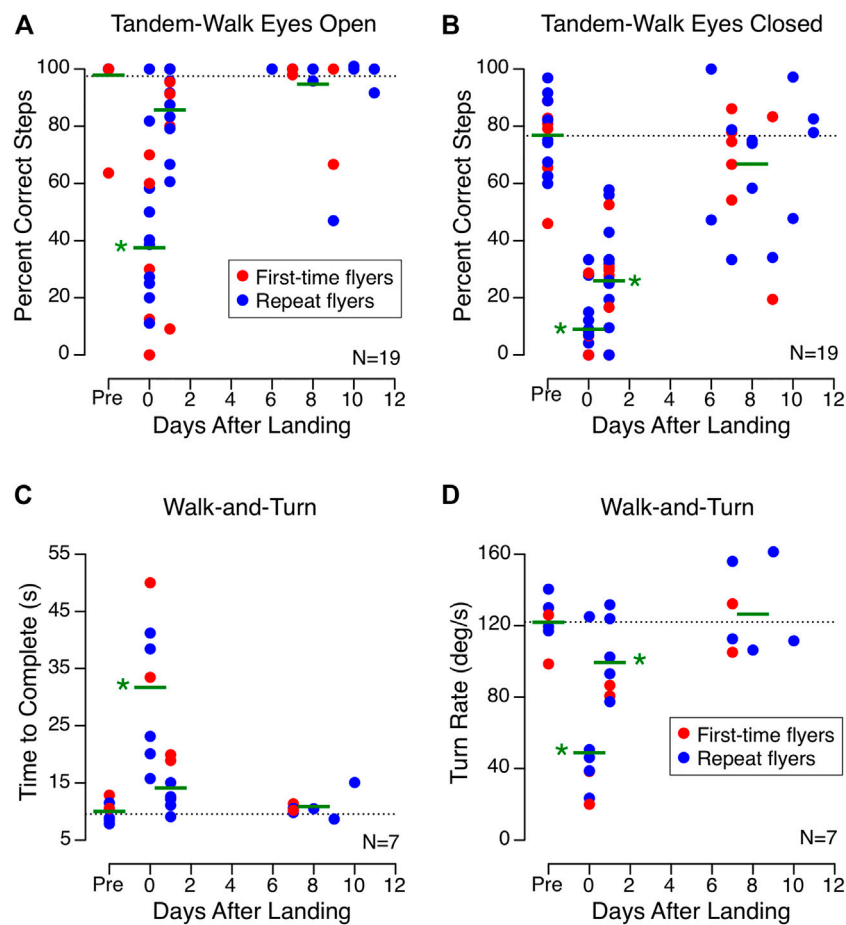 A
Tandem-Walk Eyes Open
Percent Correct Steps
100
80
60
40
20
0
*
First-time flyers
Repeat flyers
N=19
Pre
0
2
4
6
8
10
12
Days After Landing
B
Tandem-Walk Eyes Closed
Percent Correct Steps
100
80
60
40
20
0
*
*
N=19
Pre
0
2
4
6
8
10
12
Days After Landing
C
Walk-and-Turn
Time to Complete (s)
55
45
35
25
15
5
*
N=7
Pre
0
2
4
6
8
10
12
Days After Landing
D
Walk-and-Turn
Turn Rate (deg/s)
160
120
80
40
0
*
*
First-time flyers
Repeat flyers
N=7
Pre
0
2
4
6
8
10
12
Days After Landing